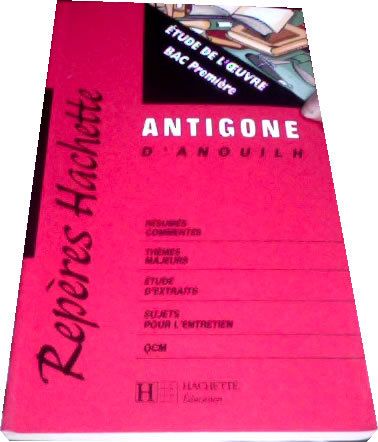 ÉTUDE DE L'ŒUVRE
BAC Première
ANTIGONE
D'ANOUILH
Repères Hachette
RÉSUMÉS
COMMENTÉS
THÈMES
MAJEURS
ÉTUDE
D'EXTRAITS
SUJETS
POUR L'ENTRETIEN
QCM
H HACHETTE
Éducation